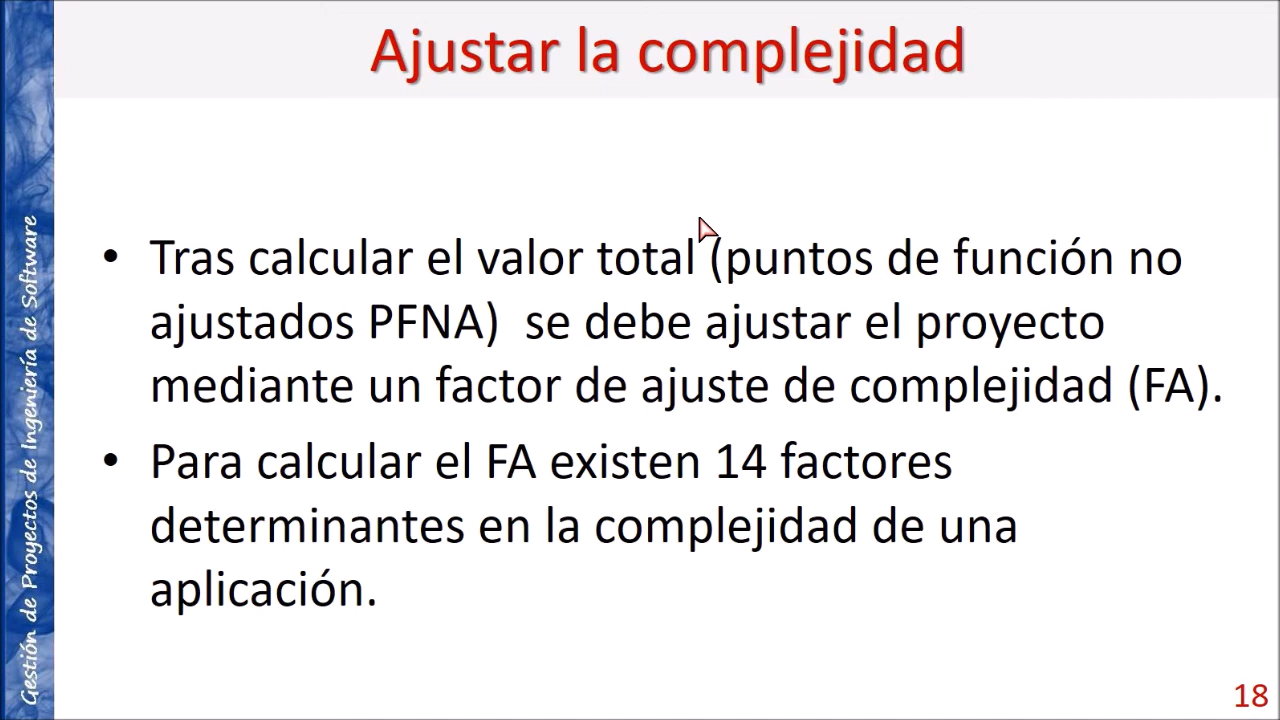 Ajustar la complejidad
Gestión de Proyectos de Ingeniería de Software
• Tras calcular el valor total (puntos de función no
ajustados PFNA)  se debe ajustar el proyecto
mediante un factor de ajuste de complejidad (FA).
• Para calcular el FA existen 14 factores
determinantes en la complejidad de una
aplicación.
18